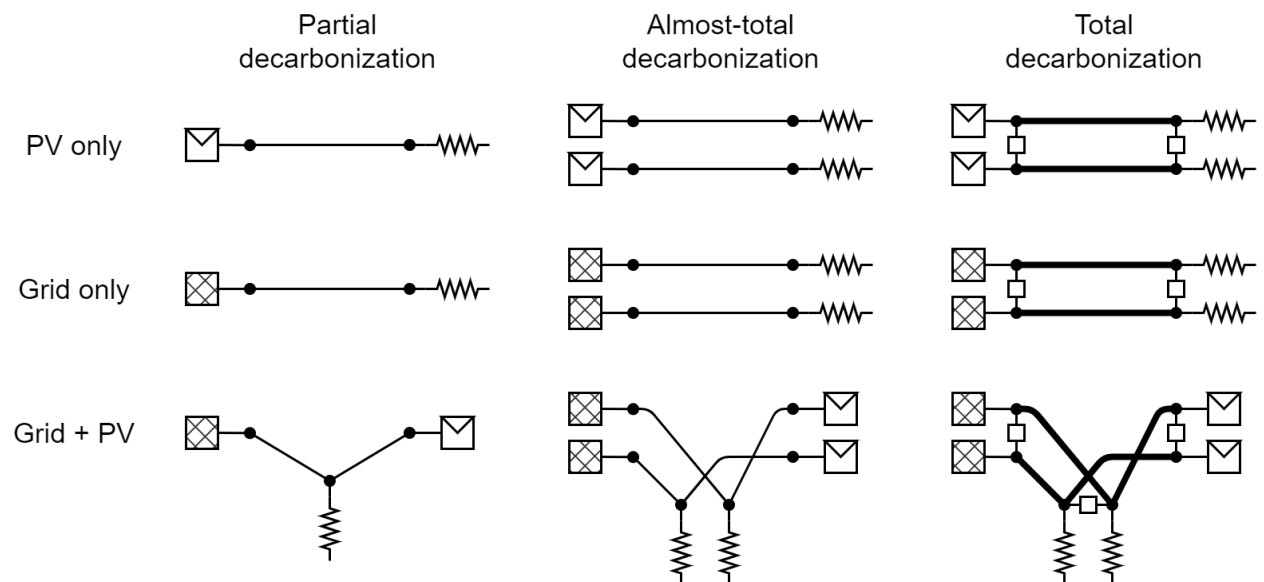 Partial
decarbonization
Almost-total
decarbonization
Total
decarbonization
PV only
Grid only
Grid + PV